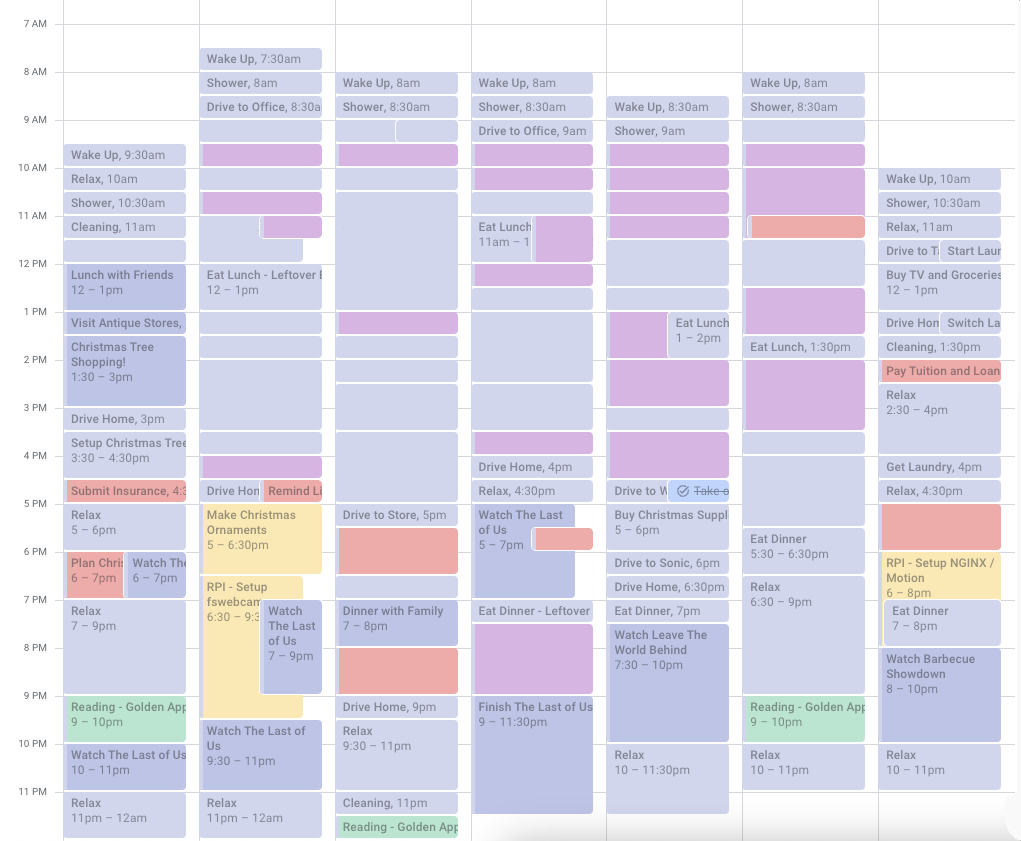 7 AM
8 AM
9 AM
10 AM
11 AM
12 PM
1 PM
2 PM
3 PM
4 PM
5 PM
6 PM
7 PM
8 PM
9 PM
10 PM
11 PM
Wake Up, 9:30am
Relax, 10am
Shower, 10:30am
Cleaning, 11am
Lunch with Friends
12 – 1pm
Visit Antique Stores,
Christmas Tree
Shopping!
1:30 – 3pm
Drive Home, 3pm
Setup Christmas Tree
3:30 – 4:30pm
Submit Insurance, 4:3
Relax
5 – 6pm
Plan Chris
6 – 7pm
Watch The
6 – 7pm
Relax
7 – 9pm
Reading - Golden App
9 – 10pm
Watch The Last of Us
10 – 11pm
Relax
11pm – 12am
Wake Up, 7:30am
Shower, 8am
Drive to Office, 8:30a
Eat Lunch - Leftover
12 – 1pm
Drive Hom
Remind Li
Make Christmas
Ornaments
5 – 6:30pm
RPI - Setup
fswebcam
6:30 – 9:3
Watch
The Last
of Us
7 – 9pm
Watch The Last of
Us
9:30 – 11pm
Relax
11pm – 12am
Wake Up, 8am
Shower, 8:30am
Drive to Store, 5pm
Dinner with Family
7 – 8pm
Drive Home, 9pm
Relax
9:30 – 11pm
Cleaning, 11pm
Reading - Golden App
Wake Up, 8am
Shower, 8:30am
Drive to Office, 9am
Eat Lunch
11am – 1
Drive Home, 4pm
Relax, 4:30pm
Watch The Last
of Us
5 – 7pm
Eat Dinner - Leftover
Finish The Last of Us
9 – 11:30pm
Wake Up, 8:30am
Shower, 9am
Eat Lunch
1 – 2pm
Drive to W
Take o
Buy Christmas Suppl
5 – 6pm
Drive to Sonic, 6pm
Drive Home, 6:30pm
Eat Dinner, 7pm
Watch Leave The
World Behind
7:30 – 10pm
Relax
10 – 11:30pm
Wake Up, 8am
Shower, 8:30am
Eat Lunch, 1:30pm
Eat Dinner
5:30 – 6:30pm
Relax
6:30 – 9pm
Reading - Golden App
9 – 10pm
Relax
10 – 11pm
Wake Up, 10am
Shower, 10:30am
Relax, 11am
Drive to T
Start Laun
Buy TV and Groceries
12 – 1pm
Drive Hom
Switch La
Cleaning, 1:30pm
Pay Tuition and Loan
Relax
2:30 – 4pm
Get Laundry, 4pm
Relax, 4:30pm
RPI - Setup NGINX /
Motion
6 – 8pm
Eat Dinner
7 – 8pm
Watch Barbecue
Showdown
8 – 10pm
Relax
10 – 11pm